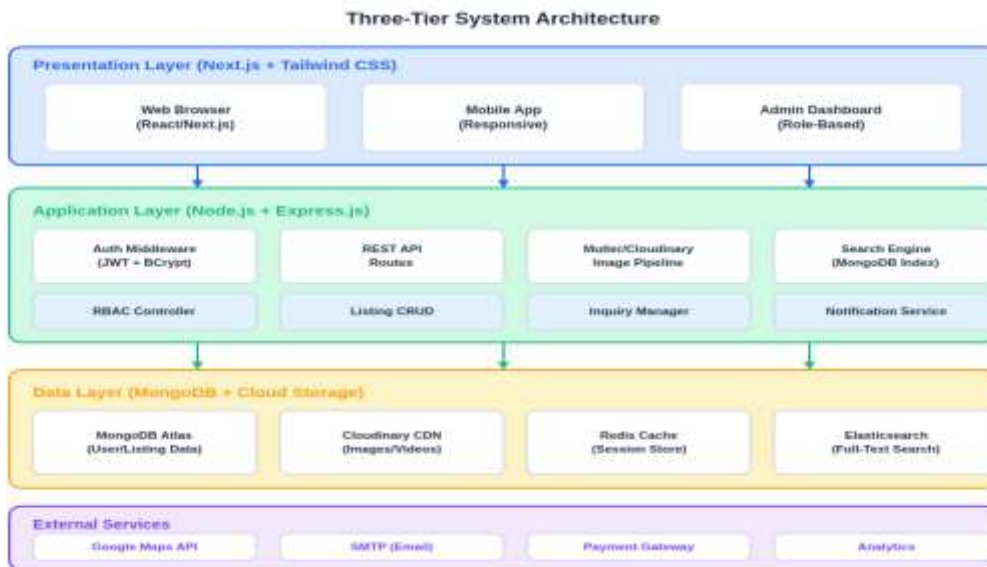 Three-Tier System Architecture
Presentation Layer (Next.js + Tailwind CSS)
Web Browser
(React/Next.js)
Mobile App
(Responsive)
Admin Dashboard
(Role-Based)
Application Layer (Node.js + Express.js)
Auth Middleware
(JWT + BCrypt)
REST API
Routes
Multer/Cloudinary
Image Pipeline
Search Engine
(MongoDB Index)
RBAC Controller
Listing CRUD
Inquiry Manager
Notification Service
Data Layer (MongoDB + Cloud Storage)
MongoDB Atlas
(User/Listing Data)
Cloudinary CDN
(Images/Videos)
Redis Cache
(Session Store)
Elasticsearch
(Full-Text Search)
External Services
Google Maps API
SMTP (Email)
Payment Gateway
Analytics